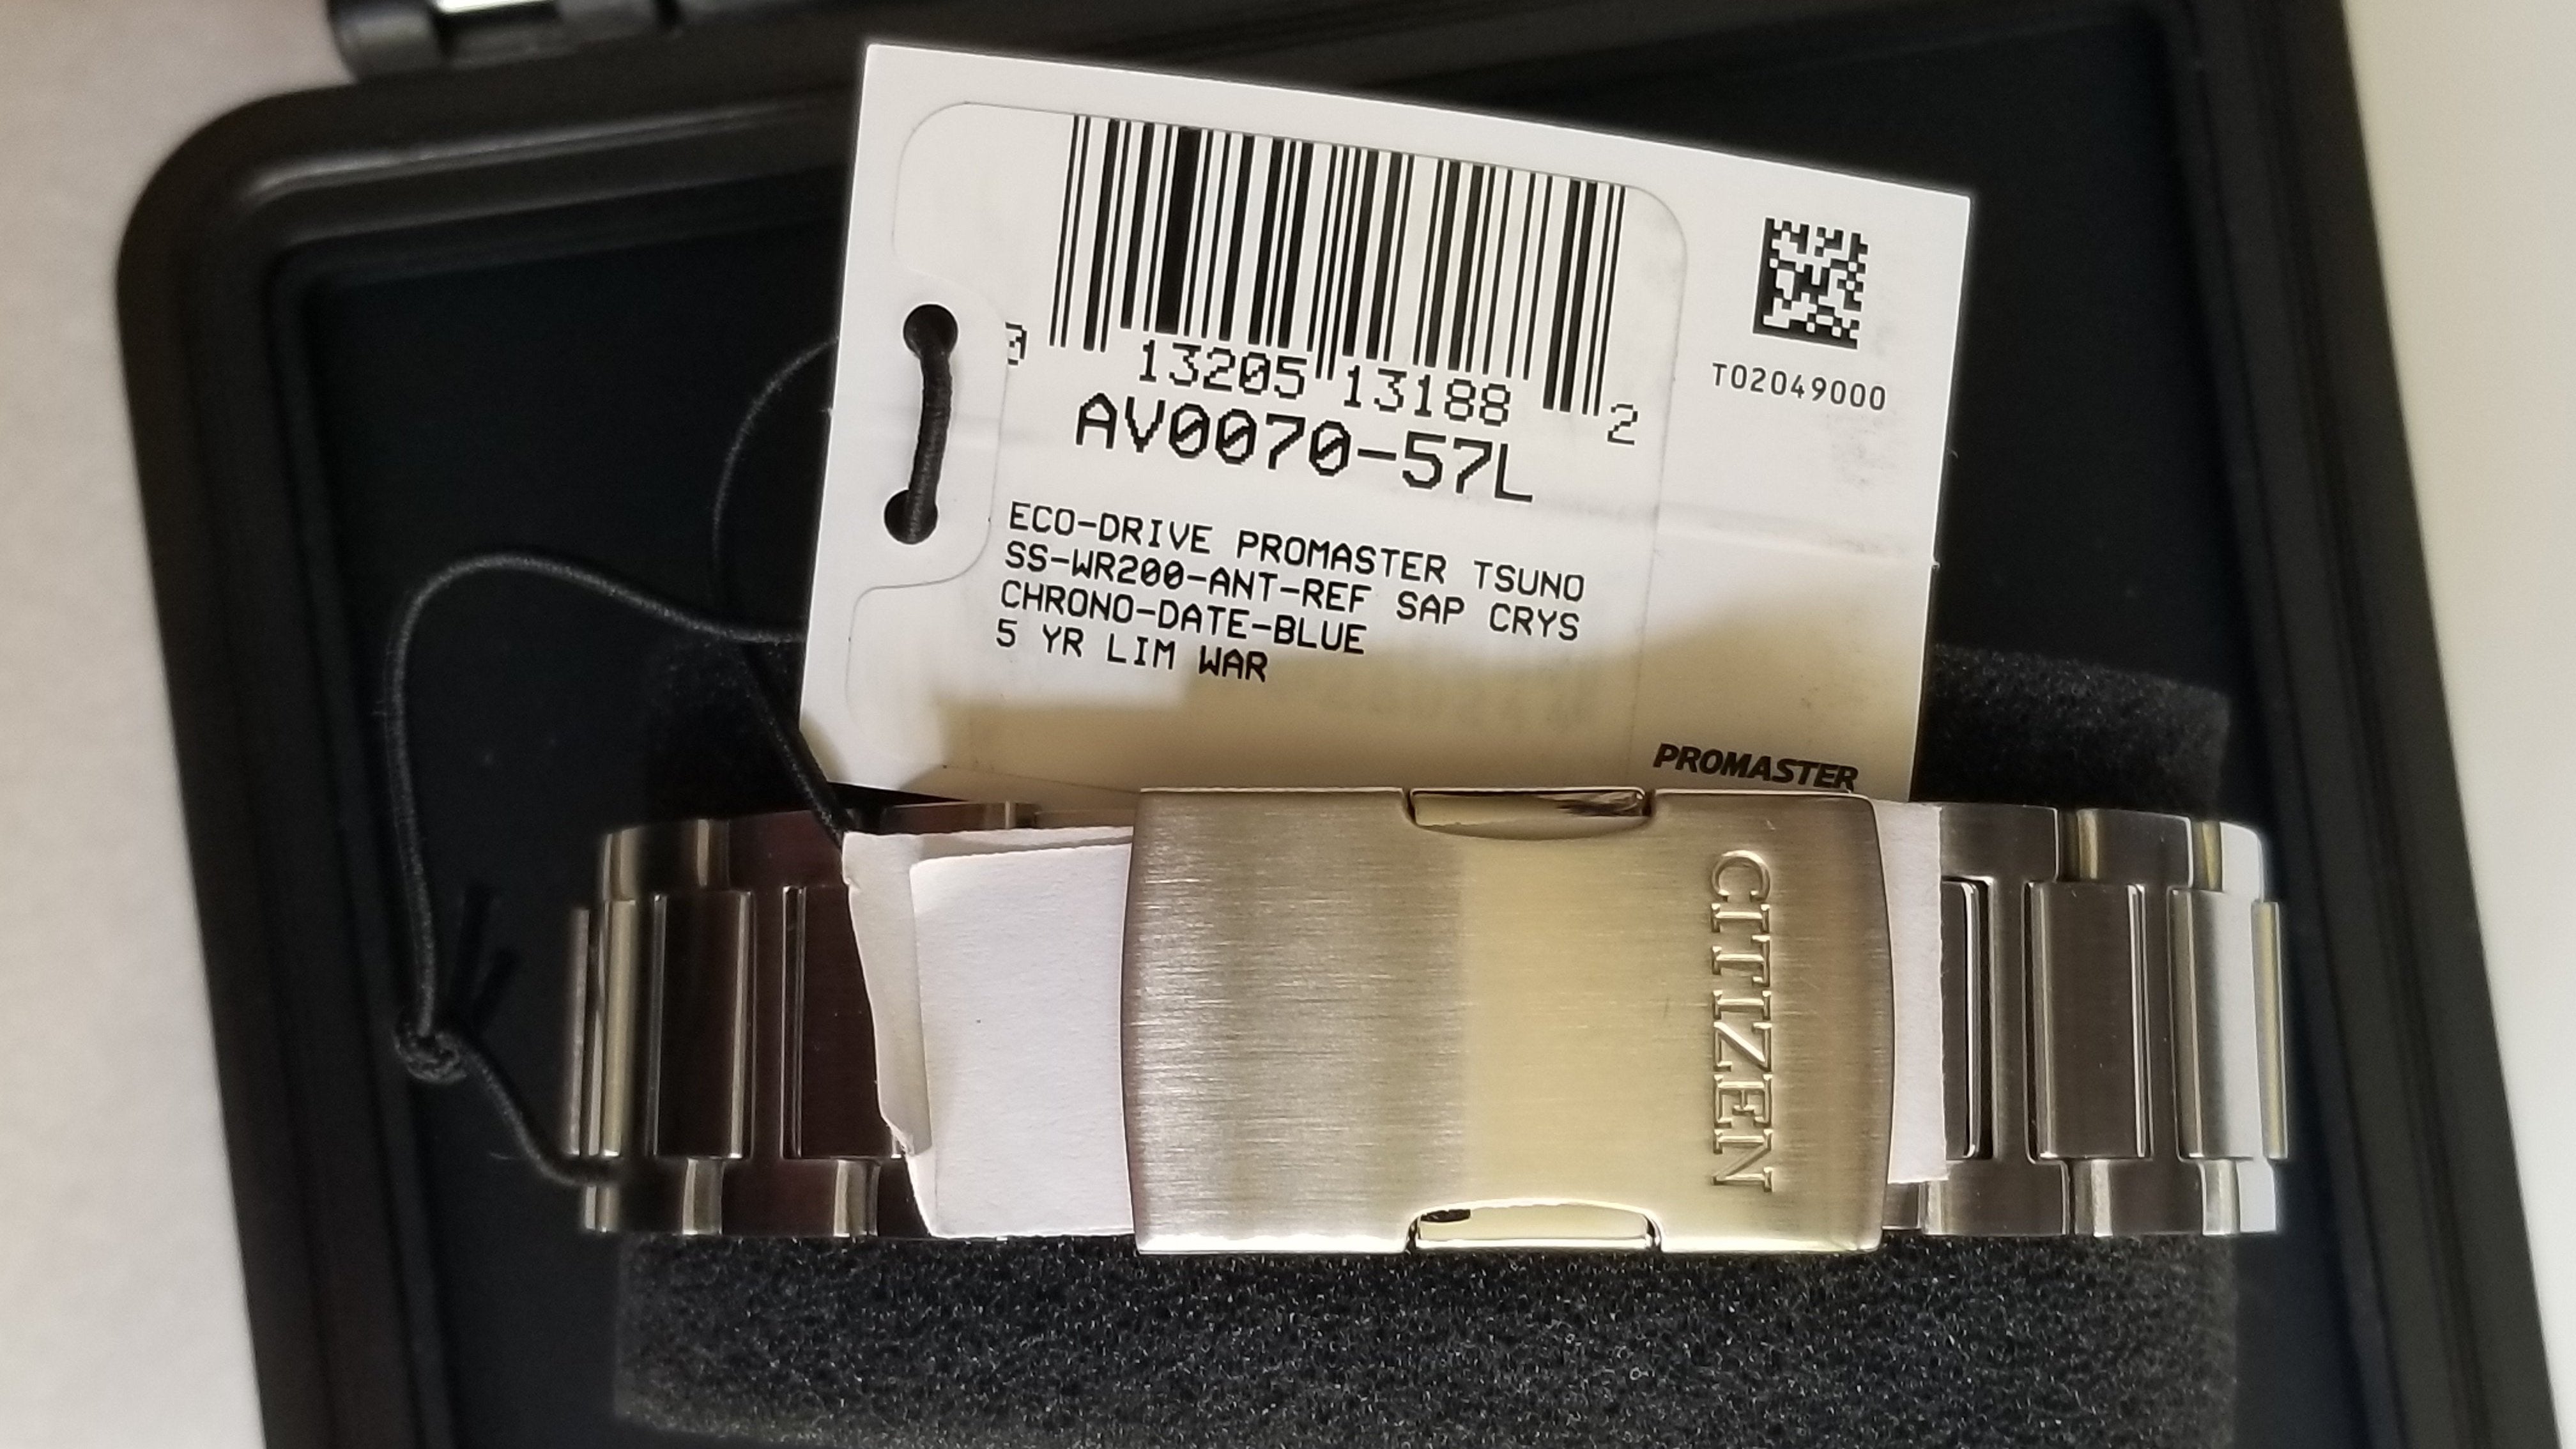 0 13205 13188 2
T02049000
AV0070-57L
ECO-DRIVE PROMASTER TSUNO
SS-WR200-ANT-REF SAP CRYS
CHRONO-DATE-BLUE
5 YR LIM WAR
PROMASTER
CITIZEN